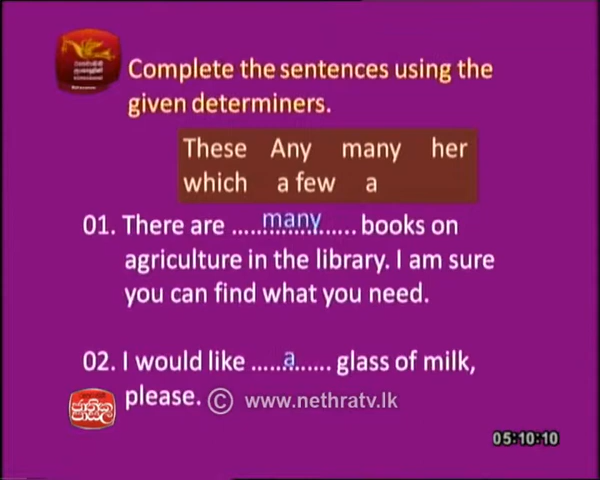 Complete the sentences using the
given determiners.
These Any many her
which a few a
01. There are ......many...... books on
agriculture in the library. I am sure
you can find what you need.
02. I would like ......a...... glass of milk,
please. © www.nethratv.lk
05:10:10